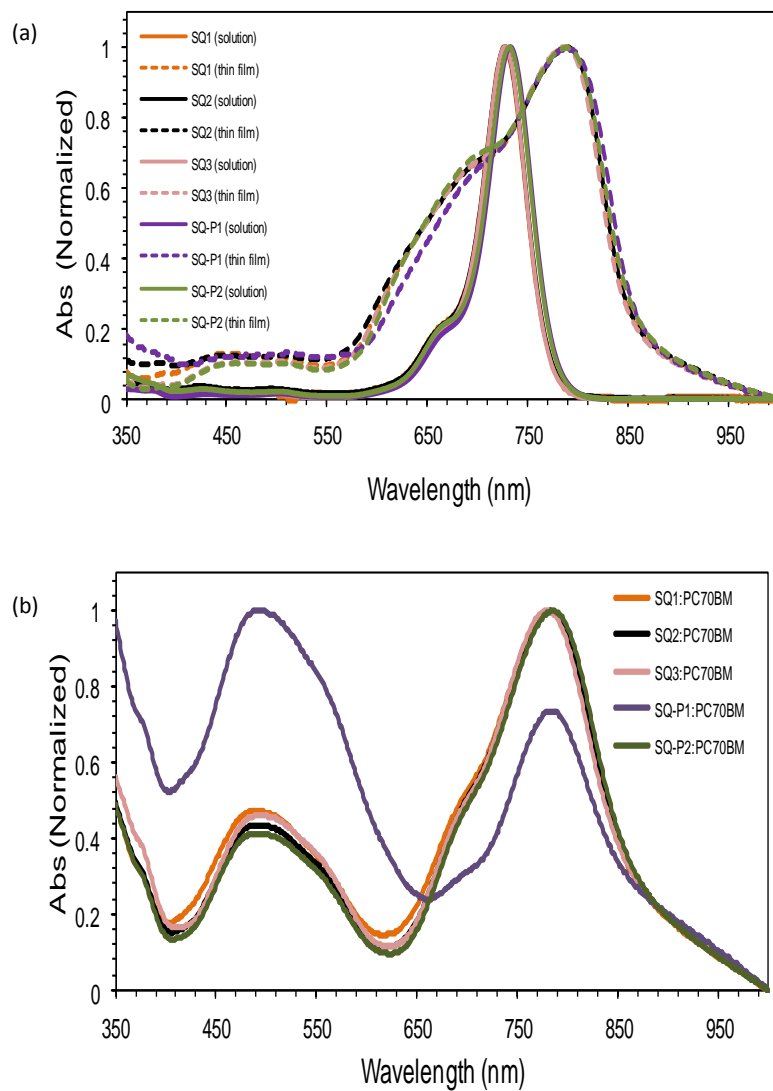 (a)
SQ1 (solution)
SQ1 (thin film)
SQ2 (solution)
SQ2 (thin film)
SQ3 (solution)
SQ3 (thin film)
SQ-P1 (solution)
SQ-P1 (thin film)
SQ-P2 (solution)
SQ-P2 (thin film)
Abs (Normalized)
1
0.8
0.6
0.4
0.2
0
350 450 550 650 750 850 950
Wavelength (nm)
(b)
SQ1:PC70BM
SQ2:PC70BM
SQ3:PC70BM
SQ-P1:PC70BM
SQ-P2:PC70BM
Abs (Normalized)
1
0.8
0.6
0.4
0.2
0
350 450 550 650 750 850 950
Wavelength (nm)